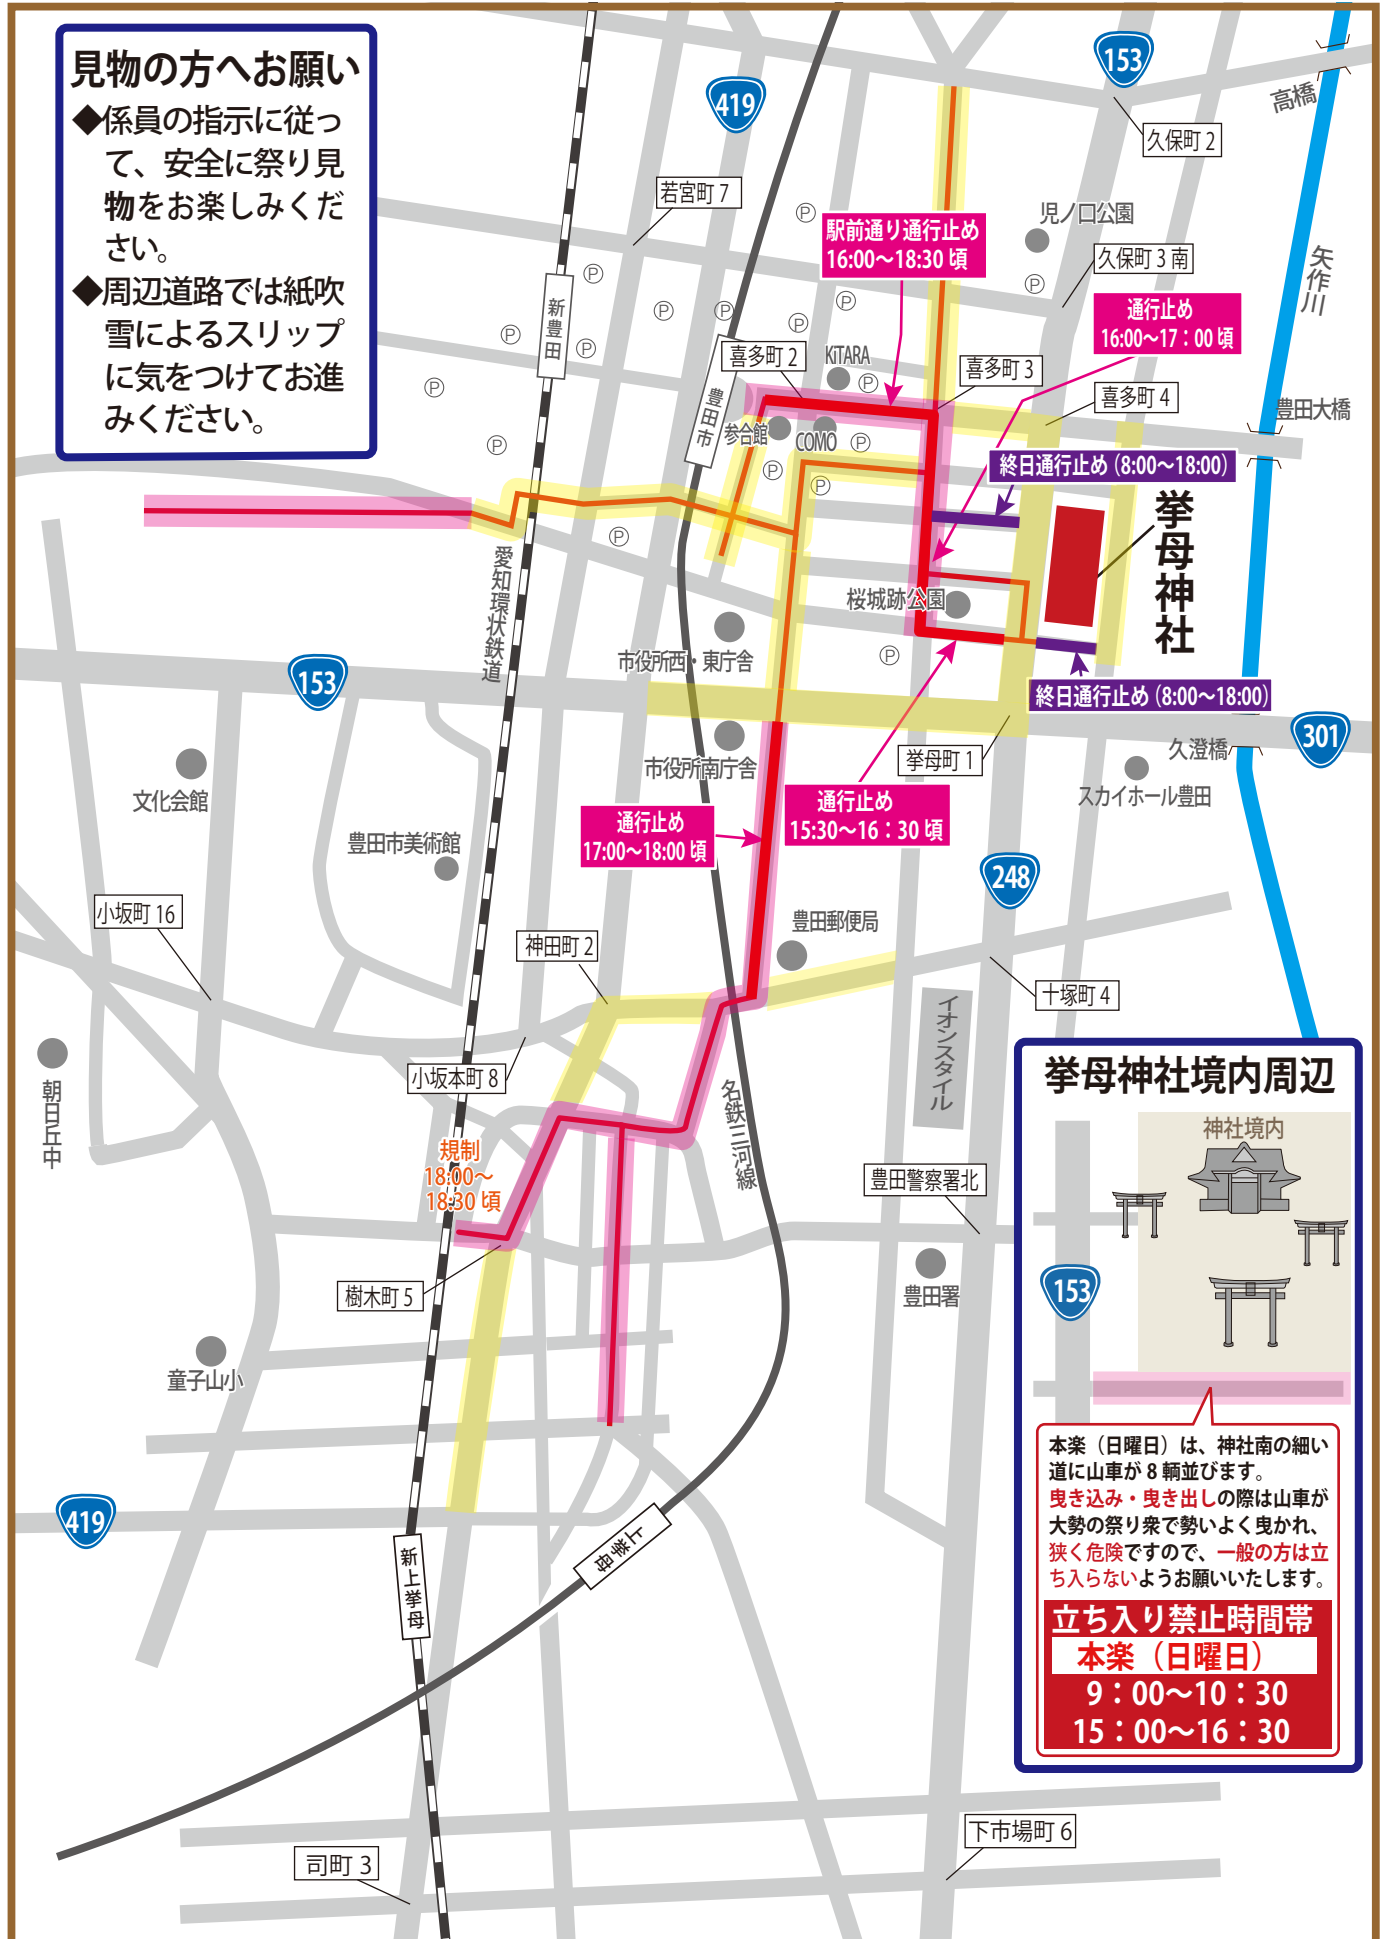 見物の方へお願い
◆係員の指示に従っ
て、安全に祭り見
物をお楽しみくだ
さい。
◆周辺道路では紙吹
雪によるスリップ
に気をつけてお進
みください。
153
419
高橋
久保町 2
若宮町 7
Ⓟ
駅前通り通行止め
16:00〜18:30 頃
児ノ口公園
久保町 3 南
矢作川
Ⓟ
Ⓟ
新豊田
通行止め
16:00〜17：00 頃
Ⓟ
Ⓟ
Ⓟ
Ⓟ
Ⓟ
Ⓟ
喜多町 2
KiTARA
喜多町 3
Ⓟ
Ⓟ
喜多町 4
豊田市
豊田大橋
参合館
COMO
Ⓟ
Ⓟ
終日通行止め（8:00〜18:00）
Ⓟ
Ⓟ
挙母神社
Ⓟ
愛知環状鉄道
桜城跡公園
市役所西・東庁舎
Ⓟ
153
終日通行止め（8:00〜18:00）
301
久澄橋
市役所南庁舎
挙母町 1
文化会館
スカイホール豊田
通行止め
15:30〜16：30 頃
通行止め
17:00〜18:00 頃
豊田市美術館
248
小坂町 16
豊田郵便局
神田町 2
十塚町 4
イオンスタイル
朝日丘中
小坂本町 8
名鉄三河線
規制
18:00〜
18:30 頃
豊田警察署北
樹木町 5
豊田署
童子山小
419
新上挙母
上挙母
挙母神社境内周辺
神社境内
153
本楽（日曜日）は、神社南の細い
道に山車が 8 輌並びます。
曳き込み・曳き出しの際は山車が
大勢の祭り衆で勢いよく曳かれ、
狭く危険ですので、一般の方は立
ち入らないようお願いいたします。
立ち入り禁止時間帯
本楽（日曜日）
9：00〜10：30
15：00〜16：30
下市場町 6
司町 3